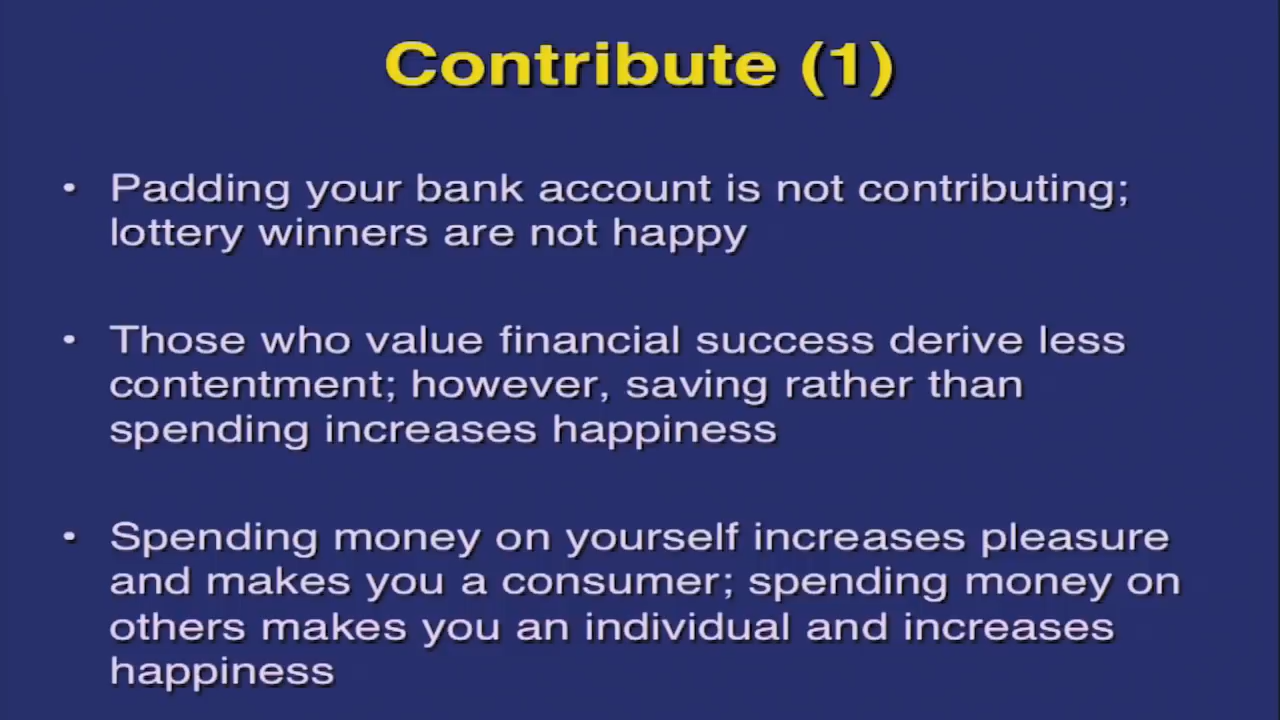 Contribute (1)
• Padding your bank account is not contributing;
lottery winners are not happy
• Those who value financial success derive less
contentment; however, saving rather than
spending increases happiness
• Spending money on yourself increases pleasure
and makes you a consumer; spending money on
others makes you an individual and increases
happiness